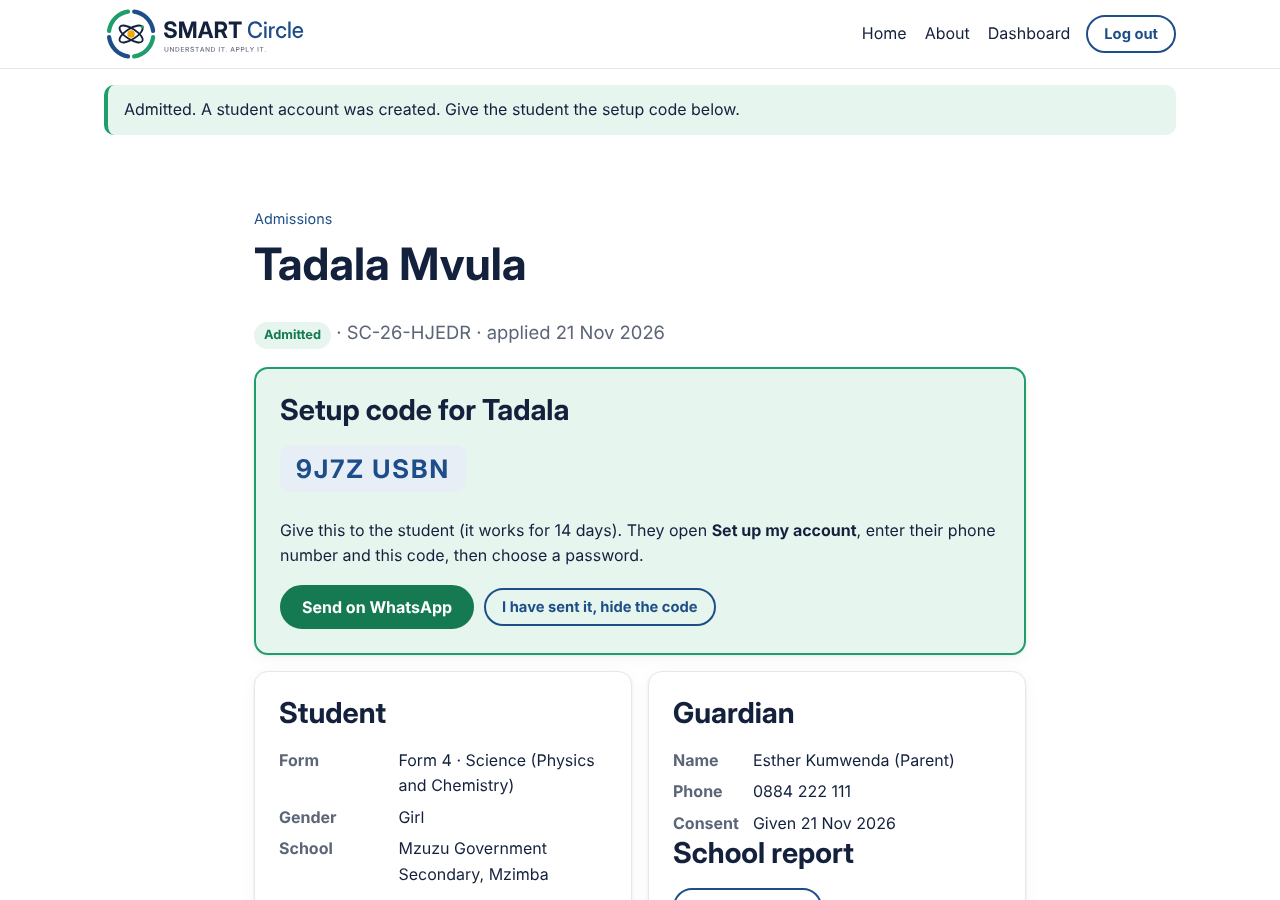 SMART Circle
UNDERSTAND IT. APPLY IT.
Home About Dashboard Log out
Admitted. A student account was created. Give the student the setup code below.
Admissions
Tadala Mvula
Admitted · SC-26-HJEDR · applied 21 Nov 2026
Setup code for Tadala
9J7Z USBN
Give this to the student (it works for 14 days). They open Set up my account, enter their phone
number and this code, then choose a password.
Send on WhatsApp I have sent it, hide the code
Student
Form Form 4 · Science (Physics
and Chemistry)
Gender Girl
School Mzuzu Government
Secondary, Mzimba
Guardian
Name Esther Kumwenda (Parent)
Phone 0884 222 111
Consent Given 21 Nov 2026
School report